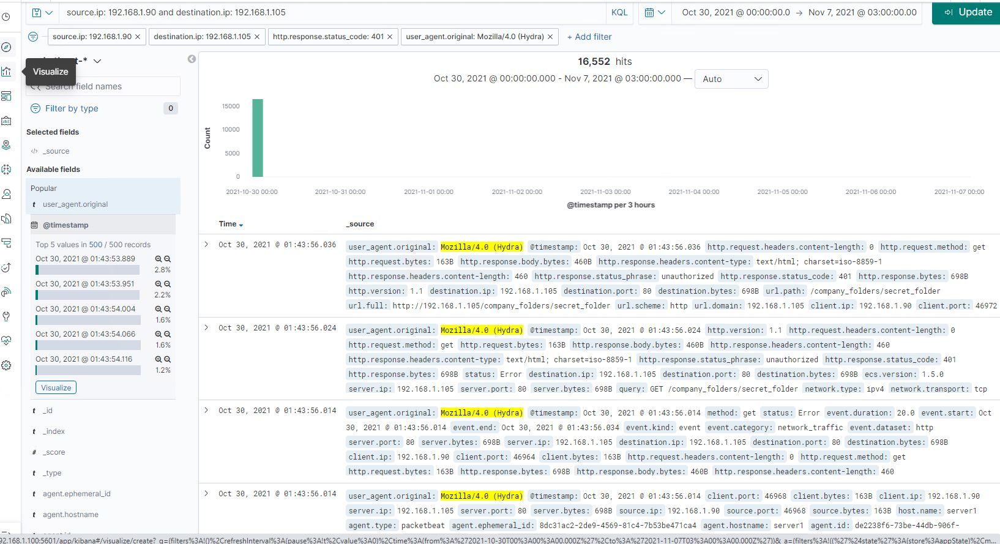 source.ip: 192.168.1.90 and destination.ip: 192.168.1.105
KQL
Oct 30, 2021 @ 00:00:00.0 → Nov 7, 2021 @ 03:00:00.00
Update
source.ip: 192.168.1.90 ×
destination.ip: 192.168.1.105 ×
http.response.status_code: 401 ×
user_agent.original: Mozilla/4.0 (Hydra) ×
+ Add filter
Visualize
t-*
Search field names
Filter by type 0
Selected fields
</> _source
Available fields
Popular
t user_agent.original
@timestamp
Top 5 values in 500 / 500 records
Oct 30, 2021 @ 01:43:53.889
2.8%
Oct 30, 2021 @ 01:43:53.951
2.2%
Oct 30, 2021 @ 01:43:54.004
1.6%
Oct 30, 2021 @ 01:43:54.066
1.6%
Oct 30, 2021 @ 01:43:54.116
1.2%
Visualize
t _id
t _index
# _score
t _type
t agent.ephemeral_id
t agent.hostname
16,552 hits
Oct 30, 2021 @ 00:00:00.000 - Nov 7, 2021 @ 03:00:00.000 — Auto
Count
15000
10000
5000
0
2021-10-30 00:00 2021-10-31 00:00 2021-11-01 00:00 2021-11-02 00:00 2021-11-03 00:00 2021-11-04 00:00 2021-11-05 00:00 2021-11-06 00:00 2021-11-07 00:00
@timestamp per 3 hours
Time _source
Oct 30, 2021 @ 01:43:56.036
user_agent.original: Mozilla/4.0 (Hydra) @timestamp: Oct 30, 2021 @ 01:43:56.036 http.request.headers.content-length: 0 http.request.method: get
http.request.bytes: 163B http.response.body.bytes: 460B http.response.headers.content-type: text/html; charset=iso-8859-1
http.response.headers.content-length: 460 http.response.status_phrase: unauthorized http.response.status_code: 401 http.response.bytes: 698B
http.version: 1.1 destination.ip: 192.168.1.105 destination.port: 80 destination.bytes: 698B url.path: /company_folders/secret_folder
url.full: http://192.168.1.105/company_folders/secret_folder url.scheme: http url.domain: 192.168.1.105 client.ip: 192.168.1.90 client.port: 46972
Oct 30, 2021 @ 01:43:56.024
user_agent.original: Mozilla/4.0 (Hydra) @timestamp: Oct 30, 2021 @ 01:43:56.024 http.version: 1.1 http.request.headers.content-length: 0
http.request.method: get http.request.bytes: 163B http.response.body.bytes: 460B http.response.headers.content-length: 460
http.response.headers.content-type: text/html; charset=iso-8859-1 http.response.status_phrase: unauthorized http.response.status_code: 401
http.response.bytes: 698B status: Error destination.ip: 192.168.1.105 destination.port: 80 destination.bytes: 698B ecs.version: 1.5.0
server.ip: 192.168.1.105 server.port: 80 server.bytes: 698B query: GET /company_folders/secret_folder network.type: ipv4 network.transport: tcp
Oct 30, 2021 @ 01:43:56.014
user_agent.original: Mozilla/4.0 (Hydra) @timestamp: Oct 30, 2021 @ 01:43:56.014 method: get status: Error event.duration: 20.0 event.start: Oct
30, 2021 @ 01:43:56.014 event.end: Oct 30, 2021 @ 01:43:56.034 event.kind: event event.category: network_traffic event.dataset: http
server.port: 80 server.bytes: 698B server.ip: 192.168.1.105 destination.ip: 192.168.1.105 destination.port: 80 destination.bytes: 698B
client.ip: 192.168.1.90 client.port: 46964 client.bytes: 163B http.request.headers.content-length: 0 http.request.method: get
http.request.bytes: 163B http.response.bytes: 698B http.response.body.bytes: 460B http.response.headers.content-length: 460
Oct 30, 2021 @ 01:43:56.014
user_agent.original: Mozilla/4.0 (Hydra) @timestamp: Oct 30, 2021 @ 01:43:56.014 client.port: 46968 client.bytes: 163B client.ip: 192.168.1.90
server.ip: 192.168.1.105 server.port: 80 server.bytes: 698B source.ip: 192.168.1.90 source.port: 46968 source.bytes: 163B host.name: server1
agent.type: packetbeat agent.ephemeral_id: 8dc31ac2-2de9-4569-81c4-7b53be471ca4 agent.hostname: server1 agent.id: de2238f6-73be-44db-906f-
92.168.1.100:5601/app/kibana#/visualize/create?_g=(filters%3A!()%2CrefreshInterval%3A(pause%3A!t%2Cvalue%3A0)%2Ctime%3A(from%3A%272021-10-30T00%3A00%3A00.000Z%27%2Cto%3A%272021-11-07T03%3A00%3A00.000Z%27))&_a=(filters%3A!((%27%24state%27%3A(store%3AappState)%2Cm...